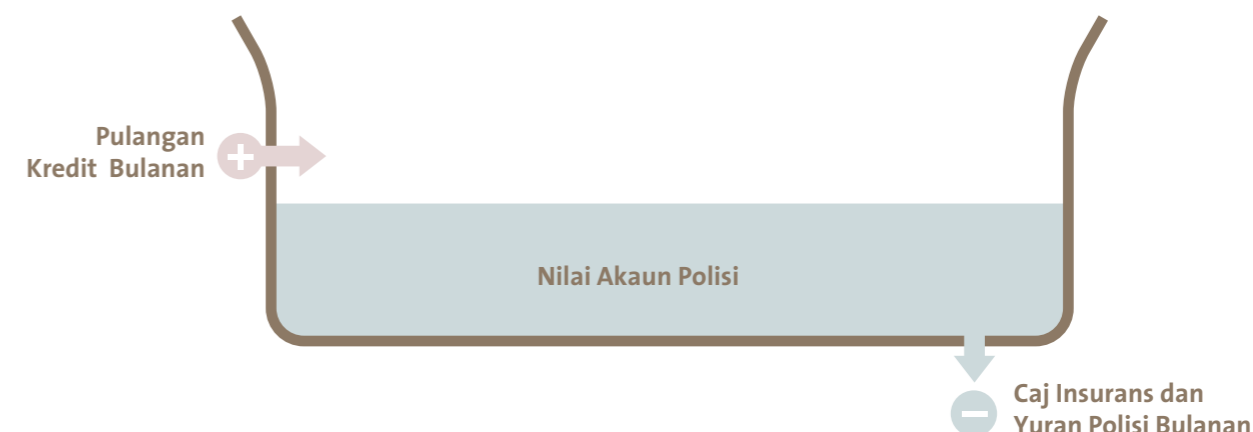 Pulangan
Kredit Bulanan
Nilai Akaun Polisi
Caj Insurans dan
Yuran Polisi Bulanan